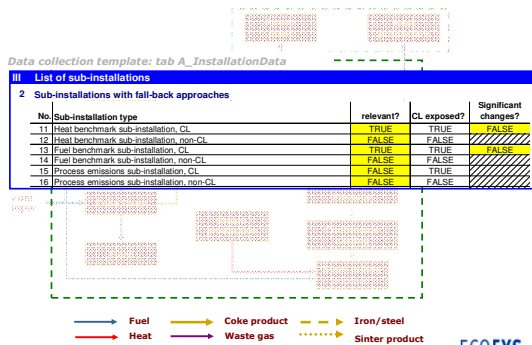 Data collection template: tab A_InstallationData
III List of sub-installations
2 Sub-installations with fall-back approaches
No. Sub-installation type relevant? CL exposed? Significant changes?
11 Heat benchmark sub-installation, CL TRUE TRUE FALSE
12 Heat benchmark sub-installation, non-CL FALSE FALSE
13 Fuel benchmark sub-installation, CL TRUE TRUE FALSE
14 Fuel benchmark sub-installation, non-CL FALSE FALSE
15 Process emissions sub-installation, CL FALSE TRUE
16 Process emissions sub-installation, non-CL FALSE FALSE
Fuel Coke product Iron/steel
Heat Waste gas Sinter product